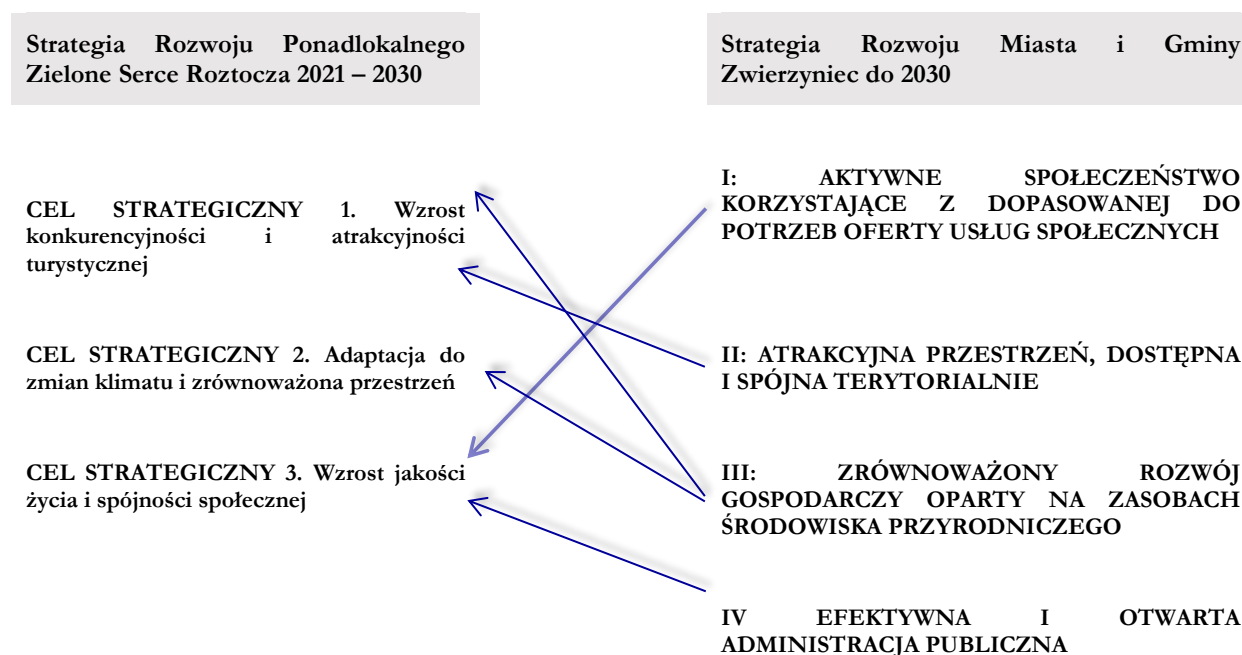 Strategia Rozwoju Ponadlokalnego
Zielone Serce Roztocza 2021 – 2030
CEL STRATEGICZNY 1. Wzrost
konkurencyjności i atrakcyjności
turystycznej
CEL STRATEGICZNY 2. Adaptacja do
zmian klimatu i zrównoważona przestrzeń
CEL STRATEGICZNY 3. Wzrost jakości
życia i spójności społecznej
Strategia Rozwoju Miasta i Gminy
Zwierzyniec do 2030
I: AKTYWNE SPOŁECZEŃSTWO
KORZYSTAJĄCE Z DOPASOWANEJ DO
POTRZEB OFERTY USŁUG SPOŁECZNYCH
II: ATRAKCYJNA PRZESTRZEŃ, DOSTĘPNA
I SPÓJNA TERYTORIALNIE
III: ZRÓWNOWAŻONY ROZWÓJ
GOSPODARCZY OPARTY NA ZASOBACH
ŚRODOWISKA PRZYRODNICZEGO
IV EFEKTYWNA I OTWARTA
ADMINISTRACJA PUBLICZNA